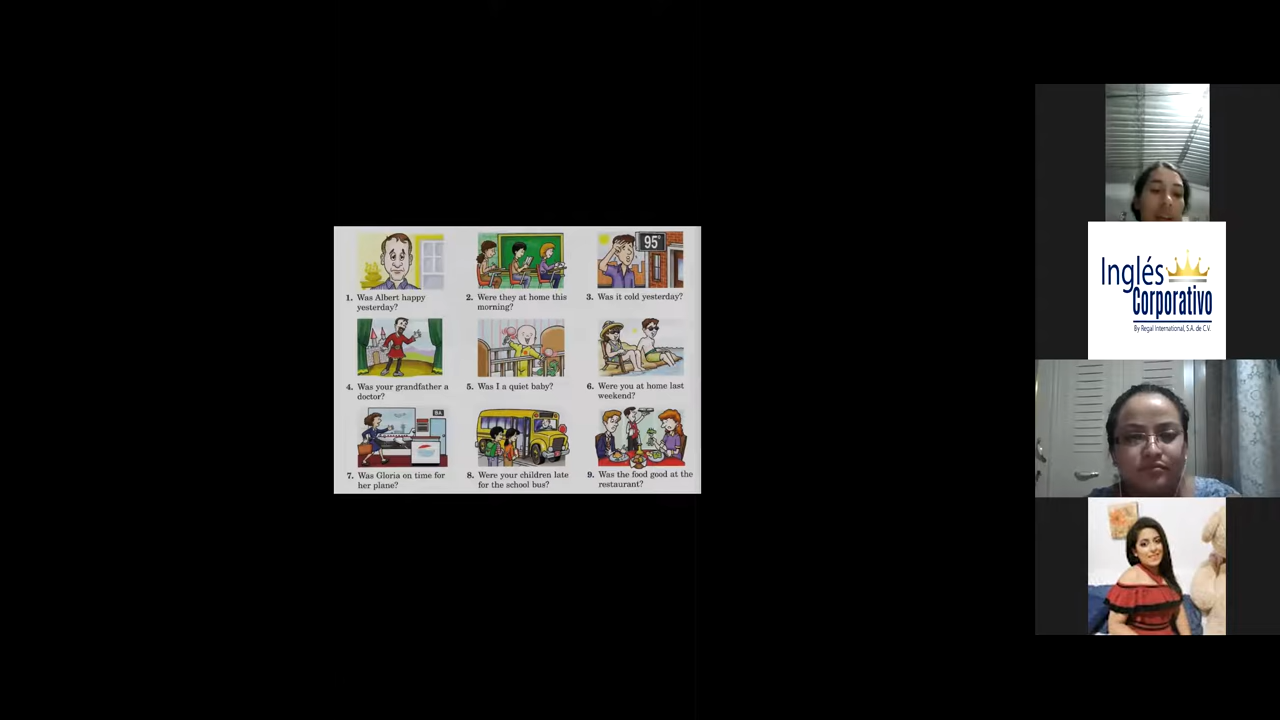 95°
1. Was Albert happy
yesterday?
2. Were they at home this
morning?
3. Was it cold yesterday?
4. Was your grandfather a
doctor?
5. Was I a quiet baby?
6. Were you at home last
weekend?
7. Was Gloria on time for
her plane?
8. Were your children late
for the school bus?
9. Was the food good at the
restaurant?
Inglés
Corporativo
By Regal International, S.A. de C.V.